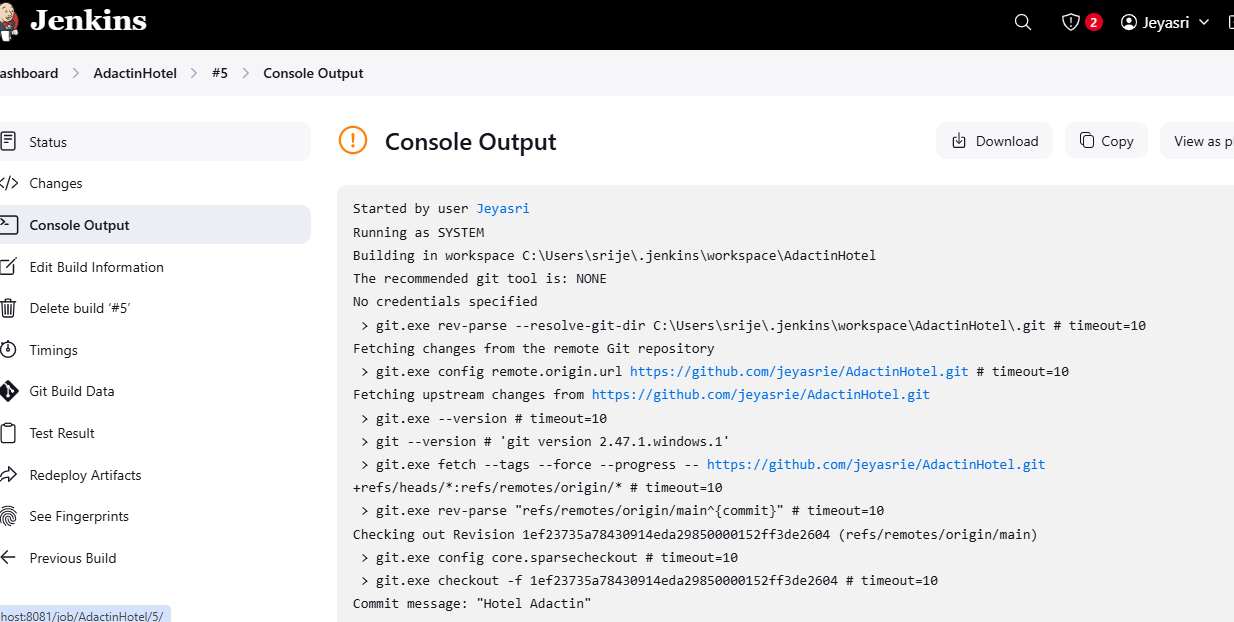 Jenkins
2
Jeyasri
ashboard
AdactinHotel
#5
Console Output
Status
Changes
Console Output
Edit Build Information
Delete build ‘#5’
Timings
Git Build Data
Test Result
Redeploy Artifacts
See Fingerprints
Previous Build
host:8081/job/AdactinHotel/5/
Console Output
Download
Copy
View as pl
Started by user Jeyasri
Running as SYSTEM
Building in workspace C:\Users\srije\.jenkins\workspace\AdactinHotel
The recommended git tool is: NONE
No credentials specified
> git.exe rev-parse --resolve-git-dir C:\Users\srije\.jenkins\workspace\AdactinHotel\.git # timeout=10
Fetching changes from the remote Git repository
> git.exe config remote.origin.url https://github.com/jeyasrie/AdactinHotel.git # timeout=10
Fetching upstream changes from https://github.com/jeyasrie/AdactinHotel.git
> git.exe --version # timeout=10
> git --version # 'git version 2.47.1.windows.1'
> git.exe fetch --tags --force --progress -- https://github.com/jeyasrie/AdactinHotel.git
+refs/heads/*:refs/remotes/origin/* # timeout=10
> git.exe rev-parse "refs/remotes/origin/main^{commit}" # timeout=10
Checking out Revision 1ef23735a78430914eda29850000152ff3de2604 (refs/remotes/origin/main)
> git.exe config core.sparsecheckout # timeout=10
> git.exe checkout -f 1ef23735a78430914eda29850000152ff3de2604 # timeout=10
Commit message: "Hotel Adactin"